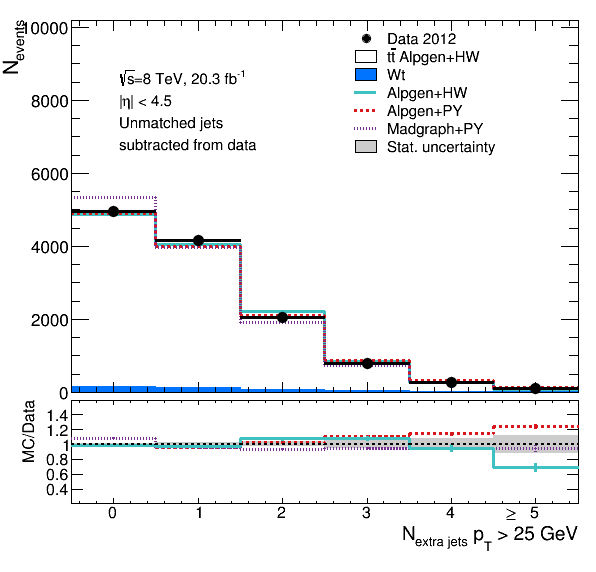 N_events
10000
8000
6000
4000
2000
0
√s=8 TeV, 20.3 fb⁻¹
|η| < 4.5
Unmatched jets
subtracted from data
Data 2012
tt̄ Alpgen+HW
Wt
Alpgen+HW
Alpgen+PY
Madgraph+PY
Stat. uncertainty
MC/Data
1.4
1.2
1
0.8
0.6
0.4
0 1 2 3 4 ≥ 5
N_extra jets p_T > 25 GeV